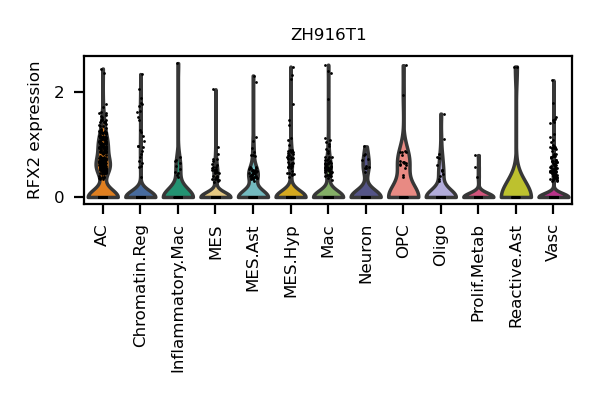 ZH916T1
RFX2 expression
2
0
AC
Chromatin.Reg
Inflammatory.Mac
MES
MES.Ast
MES.Hyp
Mac
Neuron
OPC
Oligo
Prolif.Metab
Reactive.Ast
Vasc